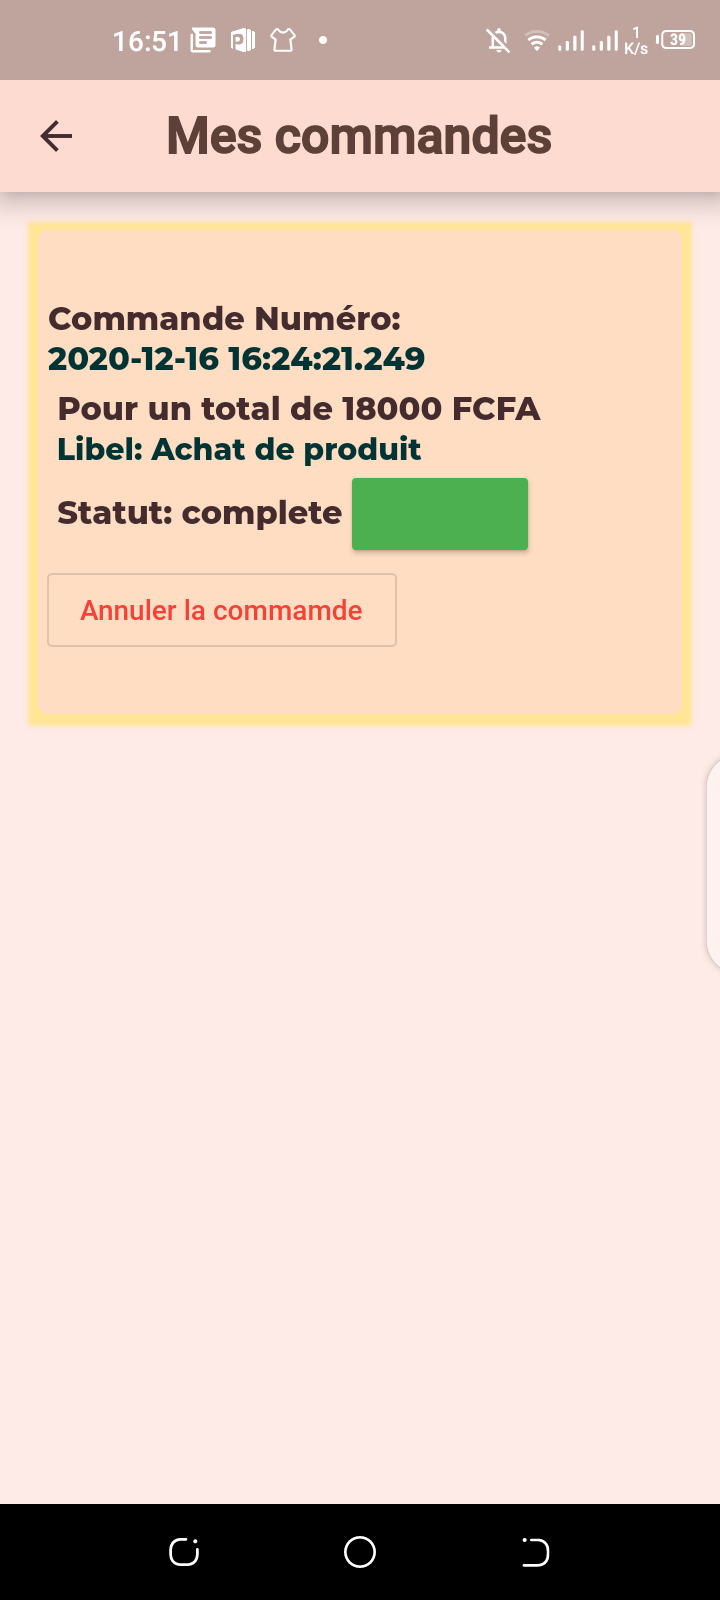 16:51
1
K/s
39
Mes commandes
Commande Numéro:
2020-12-16 16:24:21.249
Pour un total de 18000 FCFA
Libel: Achat de produit
Statut: complete
Annuler la commamde